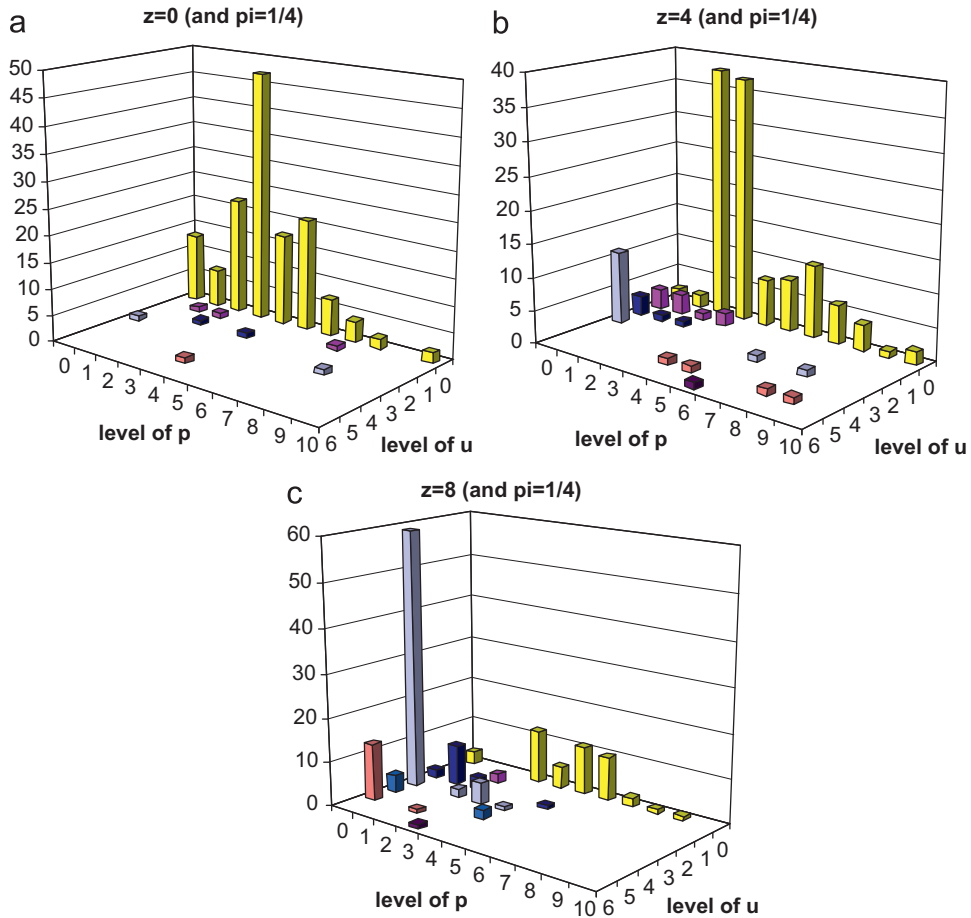 a
z=0 (and pi=1/4)
50
45
40
35
30
25
20
15
10
5
0
0 1 2 3 4 5 6 7 8 9 10
level of p
6 5 4 3 2 1 0
level of u
b
z=4 (and pi=1/4)
40
35
30
25
20
15
10
5
0
0 1 2 3 4 5 6 7 8 9 10
level of p
6 5 4 3 2 1 0
level of u
c
z=8 (and pi=1/4)
60
50
40
30
20
10
0
0 1 2 3 4 5 6 7 8 9 10
level of p
6 5 4 3 2 1 0
level of u